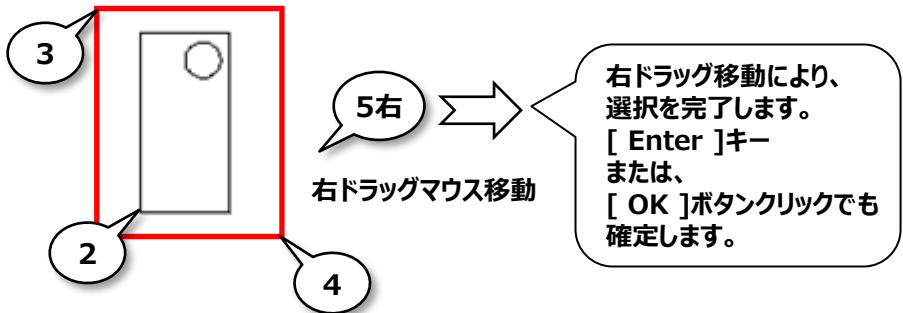 3
5右
右ドラッグ移動により、
選択を完了します。
[ Enter ]キー
または、
[ OK ]ボタンクリックでも
確定します。
右ドラッグマウス移動
2
4